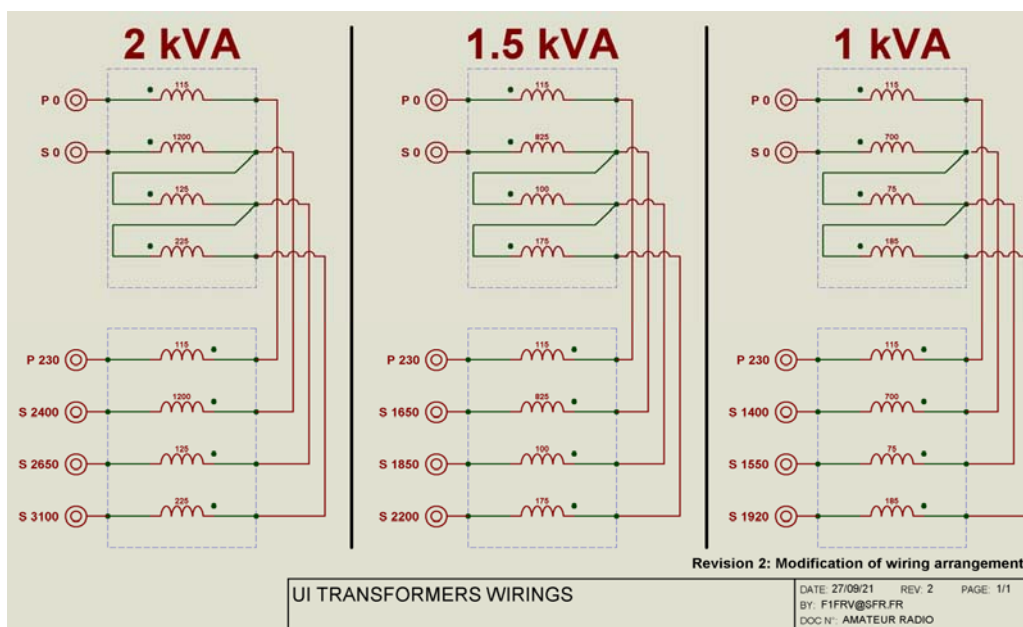 2 kVA
1.5 kVA
1 kVA
P 0
115
S 0
1200
125
225
P 230
115
S 2400
1200
S 2650
125
S 3100
225
P 0
115
S 0
825
100
175
P 230
115
S 1650
825
S 1850
100
S 2200
175
P 0
115
S 0
700
75
185
P 230
115
S 1400
700
S 1550
75
S 1920
185
Revision 2: Modification of wiring arrangement
UI TRANSFORMERS WIRINGS
DATE: 27/09/21 REV: 2 PAGE: 1/1
BY: F1FRV@SFR.FR
DOC N°: AMATEUR RADIO